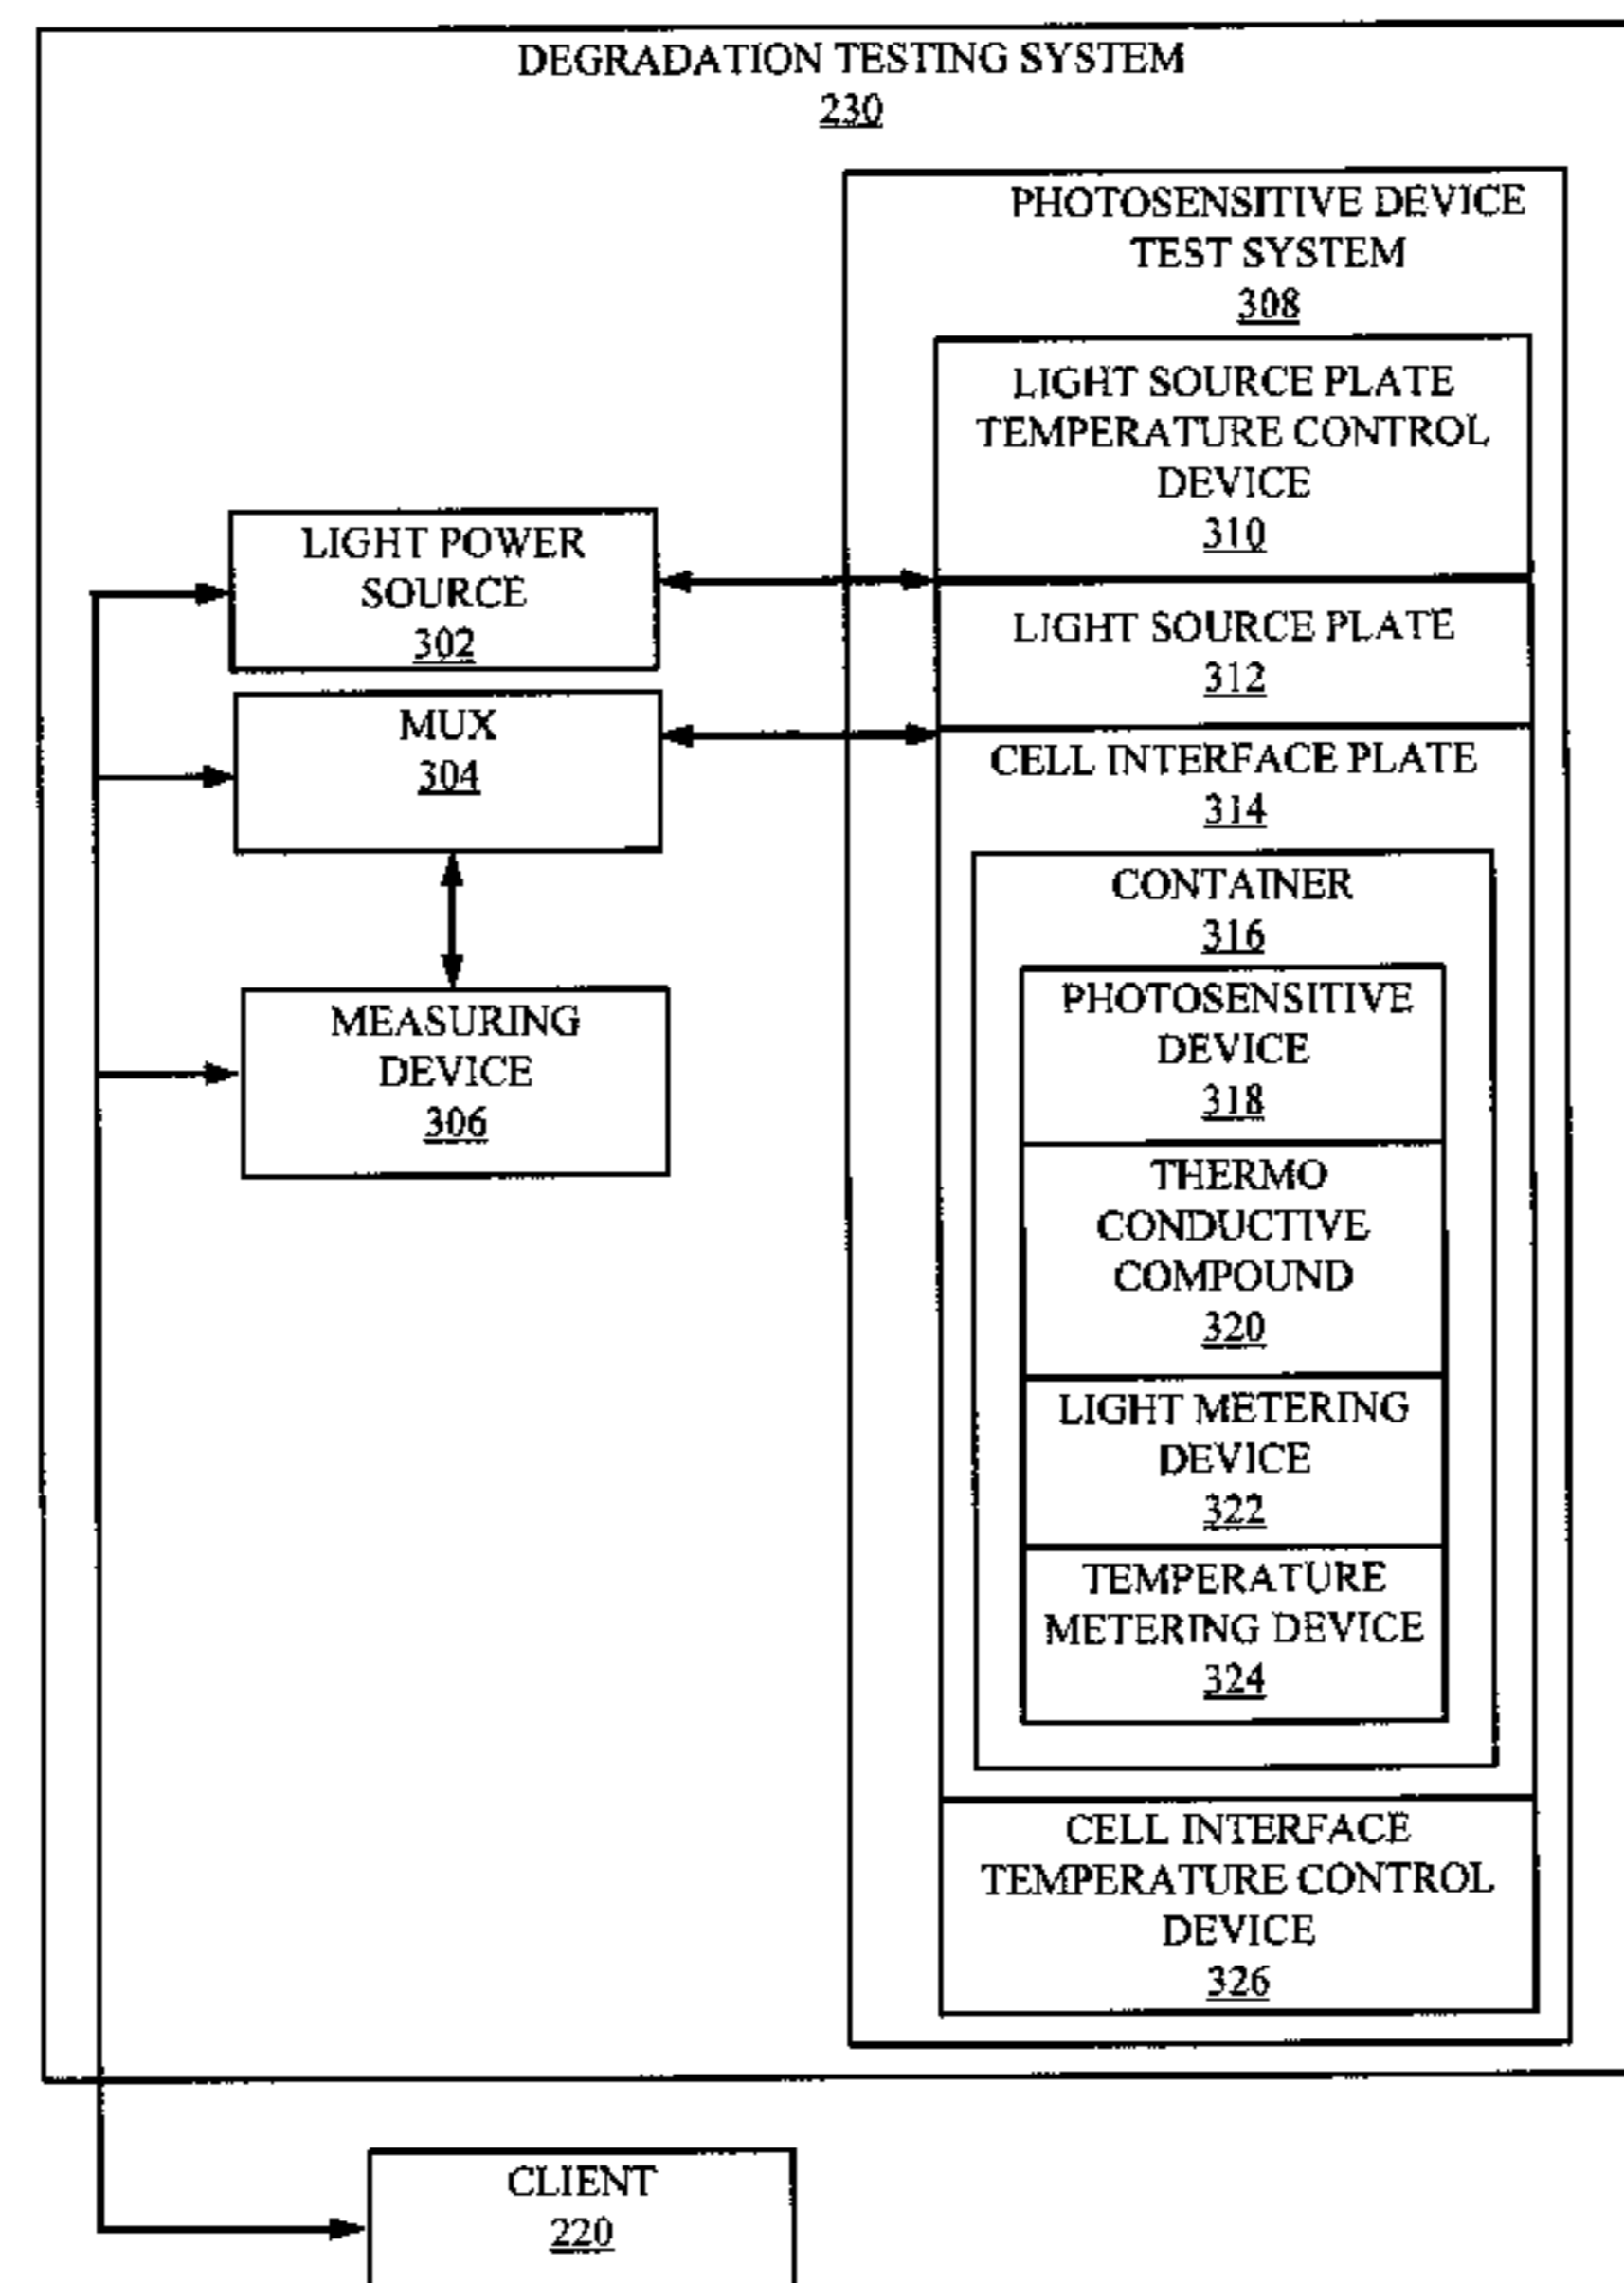 DEGRADATION TESTING SYSTEM
230
PHOTOSENSITIVE DEVICE
TEST SYSTEM
308
LIGHT SOURCE PLATE
TEMPERATURE CONTROL
DEVICE
310
LIGHT POWER
SOURCE
302
LIGHT SOURCE PLATE
312
MUX
304
CELL INTERFACE PLATE
314
CONTAINER
316
PHOTOSENSITIVE
DEVICE
318
MEASURING
DEVICE
306
THERMO
CONDUCTIVE
COMPOUND
320
LIGHT METERING
DEVICE
322
TEMPERATURE
METERING DEVICE
324
CELL INTERFACE
TEMPERATURE CONTROL
DEVICE
326
CLIENT
220